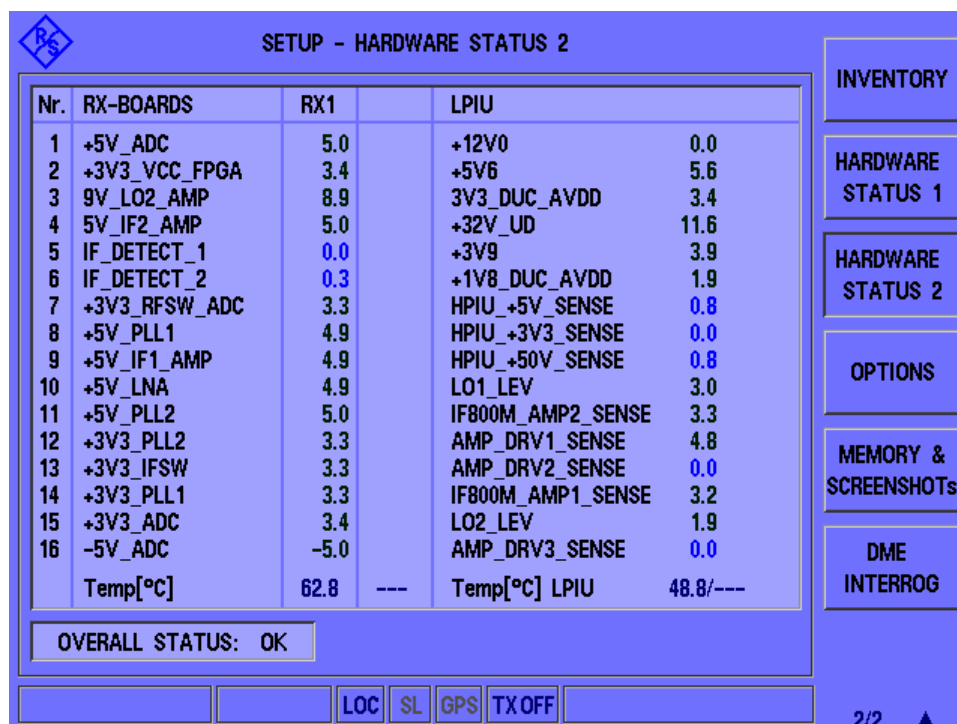 R/S
SETUP - HARDWARE STATUS 2
Nr. RX-BOARDS RX1 LPIU
1 +5V_ADC 5.0 +12V0 0.0
2 +3V3_VCC_FPGA 3.4 +5V6 5.6
3 9V_LO2_AMP 8.9 3V3_DUC_AVDD 3.4
4 5V_IF2_AMP 5.0 +32V_UD 11.6
5 IF_DETECT_1 0.0 +3V9 3.9
6 IF_DETECT_2 0.3 +1V8_DUC_AVDD 1.9
7 +3V3_RFSW_ADC 3.3 HPIU_+5V_SENSE 0.8
8 +5V_PLL1 4.9 HPIU_+3V3_SENSE 0.0
9 +5V_IF1_AMP 4.9 HPIU_+50V_SENSE 0.8
10 +5V_LNA 4.9 LO1_LEV 3.0
11 +5V_PLL2 5.0 IF800M_AMP2_SENSE 3.3
12 +3V3_PLL2 3.3 AMP_DRV1_SENSE 4.8
13 +3V3_IFSW 3.3 AMP_DRV2_SENSE 0.0
14 +3V3_PLL1 3.3 IF800M_AMP1_SENSE 3.2
15 +3V3_ADC 3.4 LO2_LEV 1.9
16 -5V_ADC -5.0 AMP_DRV3_SENSE 0.0
Temp[°C] 62.8 --- Temp[°C] LPIU 48.8/---
OVERALL STATUS: OK
LOC SL GPS TX OFF
INVENTORY
HARDWARE
STATUS 1
HARDWARE
STATUS 2
OPTIONS
MEMORY &
SCREENSHOTs
DME
INTERROG
2/2 ▲